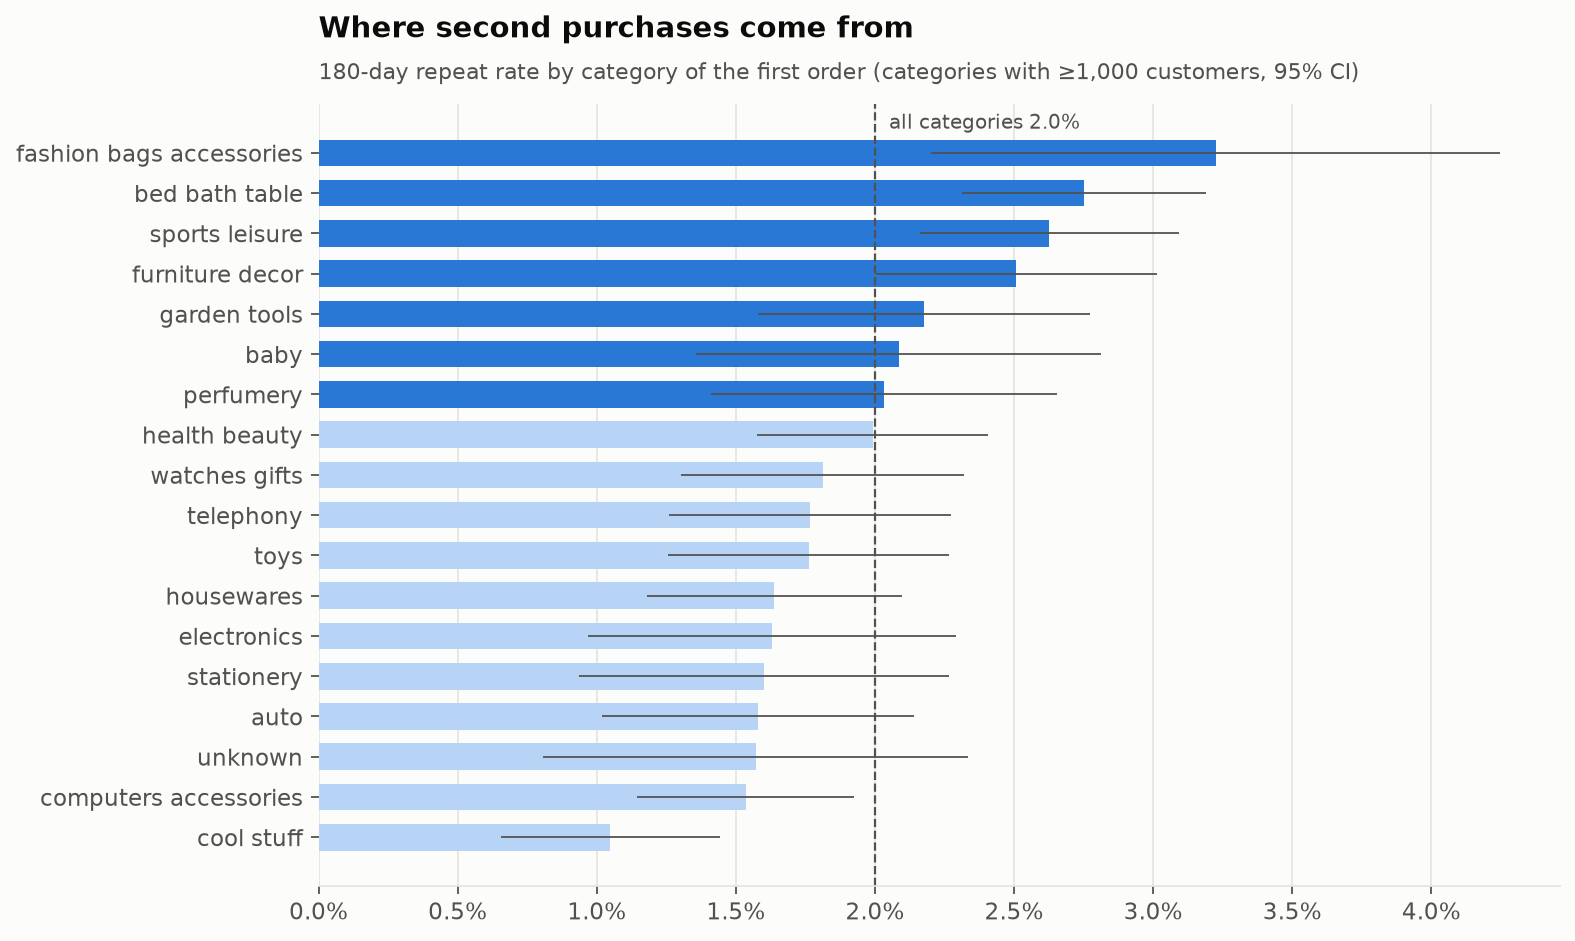 Where second purchases come from
180-day repeat rate by category of the first order (categories with ≥1,000 customers, 95% CI)
all categories 2.0%
fashion bags accessories
bed bath table
sports leisure
furniture decor
garden tools
baby
perfumery
health beauty
watches gifts
telephony
toys
housewares
electronics
stationery
auto
unknown
computers accessories
cool stuff
0.0% 0.5% 1.0% 1.5% 2.0% 2.5% 3.0% 3.5% 4.0%